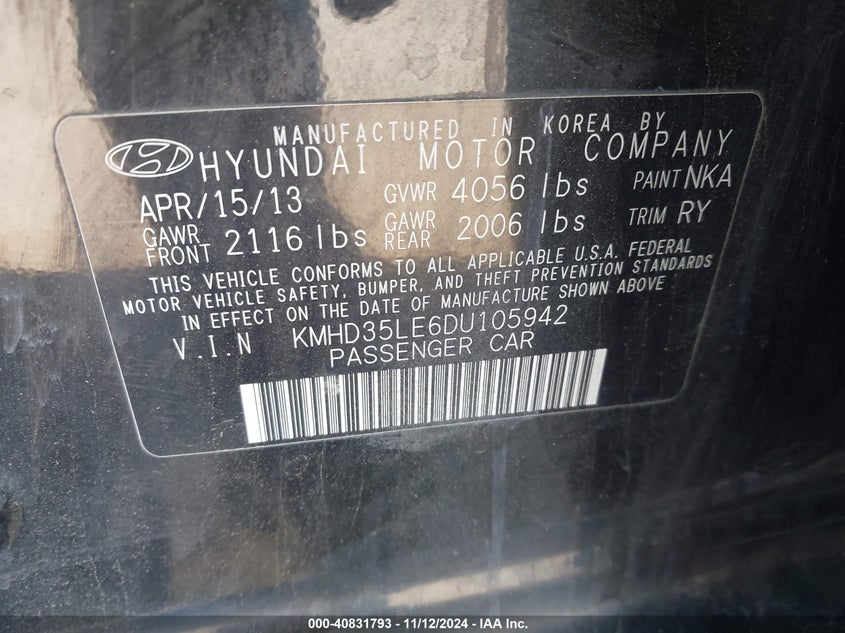 MANUFACTURED IN KOREA BY
HYUNDAI MOTOR COMPANY
APR/15/13 GVWR 4056 lbs PAINT NKA
GAWR FRONT 2116 lbs GAWR REAR 2006 lbs TRIM RY
THIS VEHICLE CONFORMS TO ALL APPLICABLE U.S.A. FEDERAL
MOTOR VEHICLE SAFETY, BUMPER, AND THEFT PREVENTION STANDARDS
IN EFFECT ON THE DATE OF MANUFACTURE SHOWN ABOVE
V.I.N KMHD35LE6DU105942
PASSENGER CAR
000-40831793 - 11/12/2024 - IAA Inc.